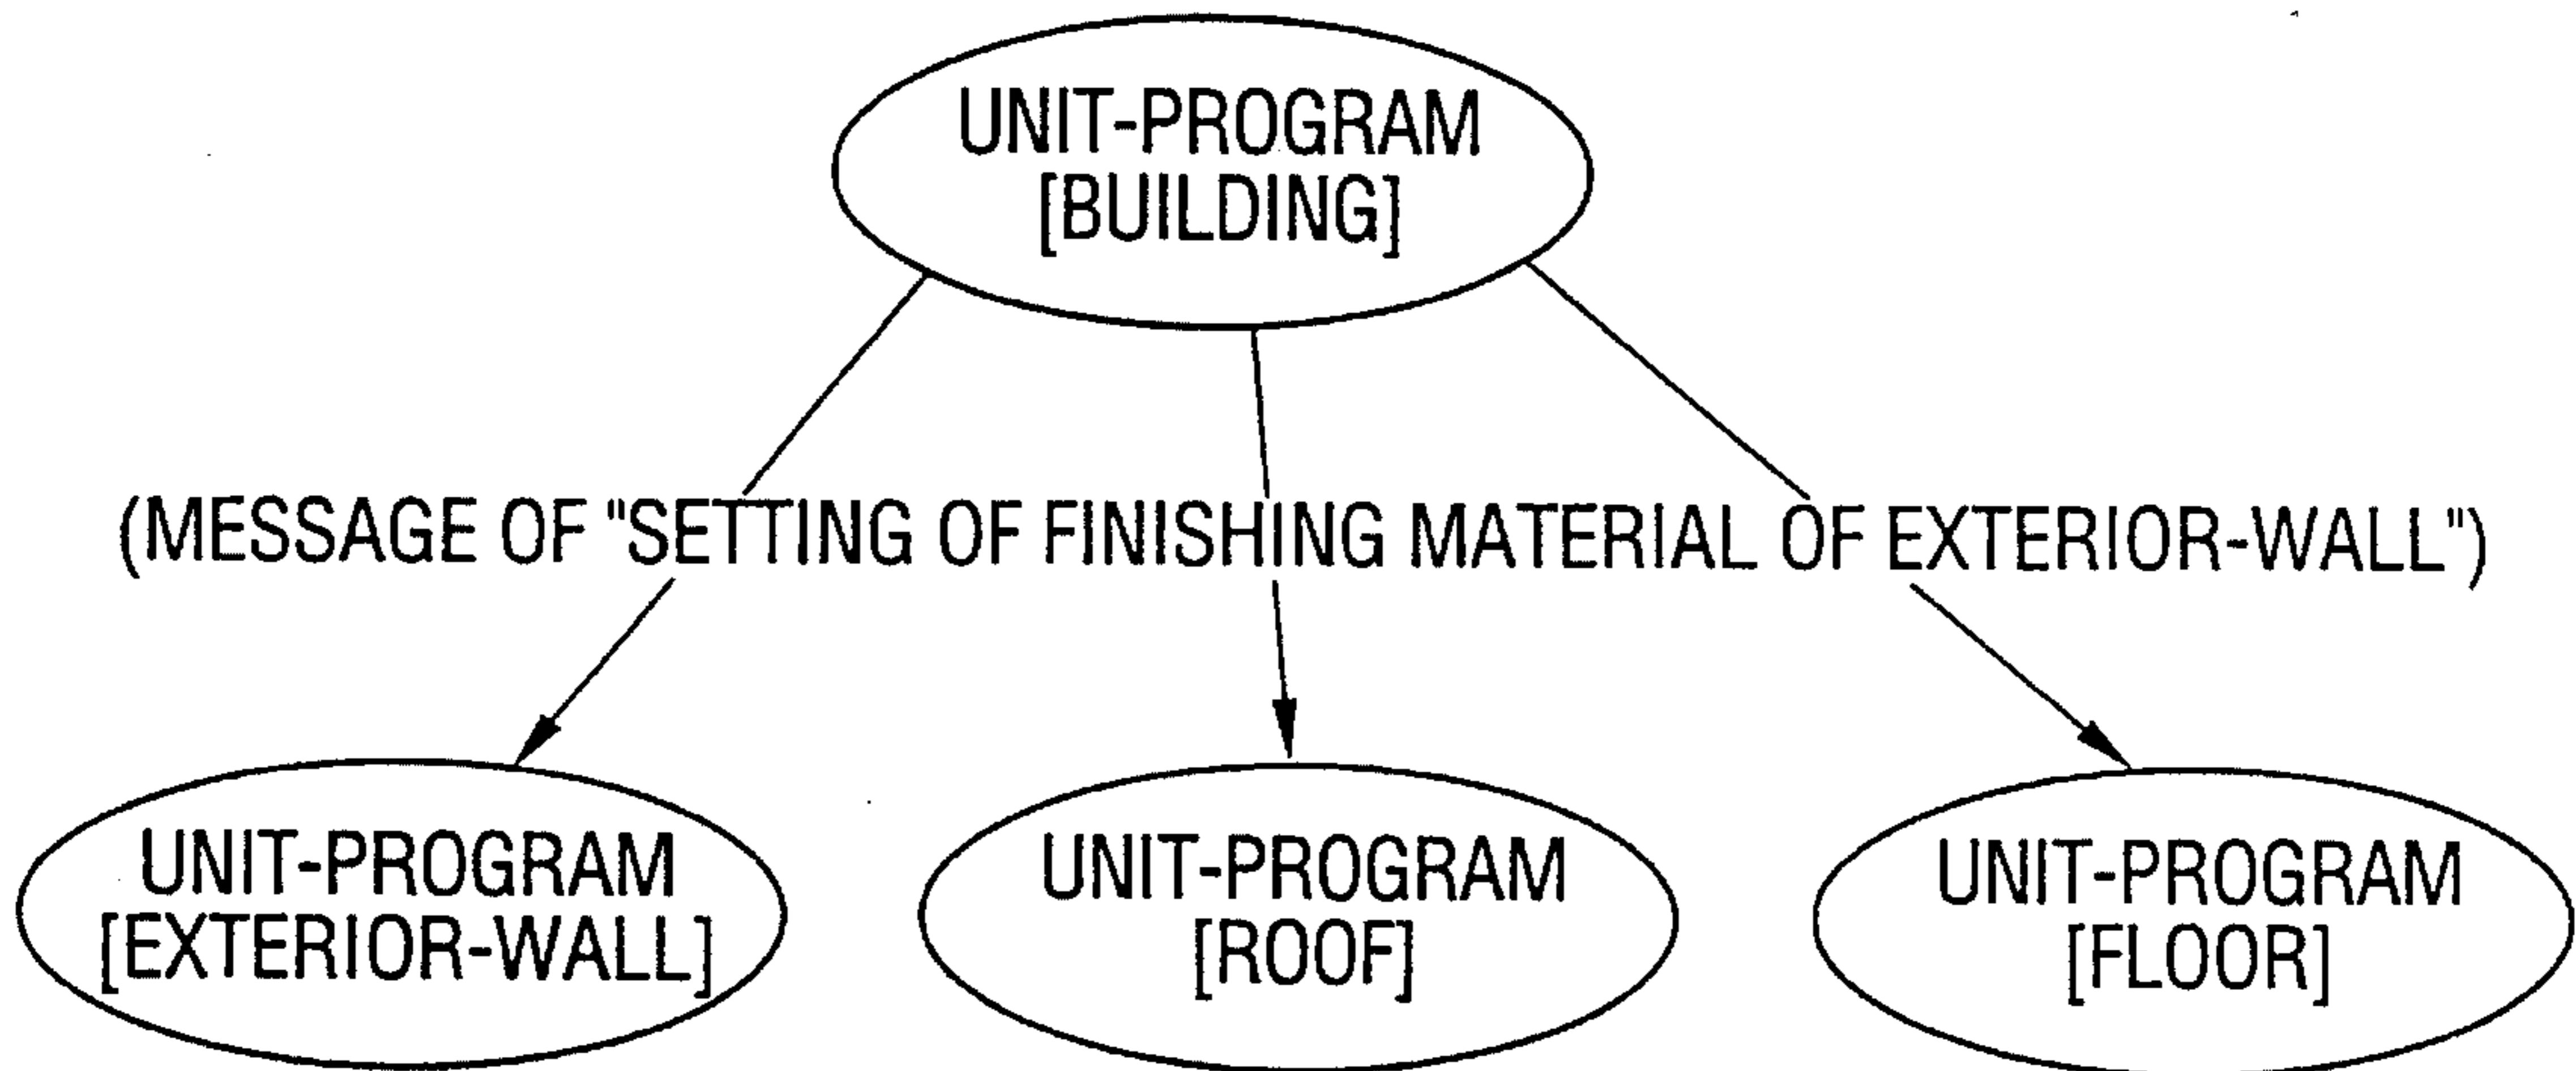 UNIT-PROGRAM
[BUILDING]
(MESSAGE OF "SETTING OF FINISHING MATERIAL OF EXTERIOR-WALL")
UNIT-PROGRAM
[EXTERIOR-WALL]
UNIT-PROGRAM
[ROOF]
UNIT-PROGRAM
[FLOOR]